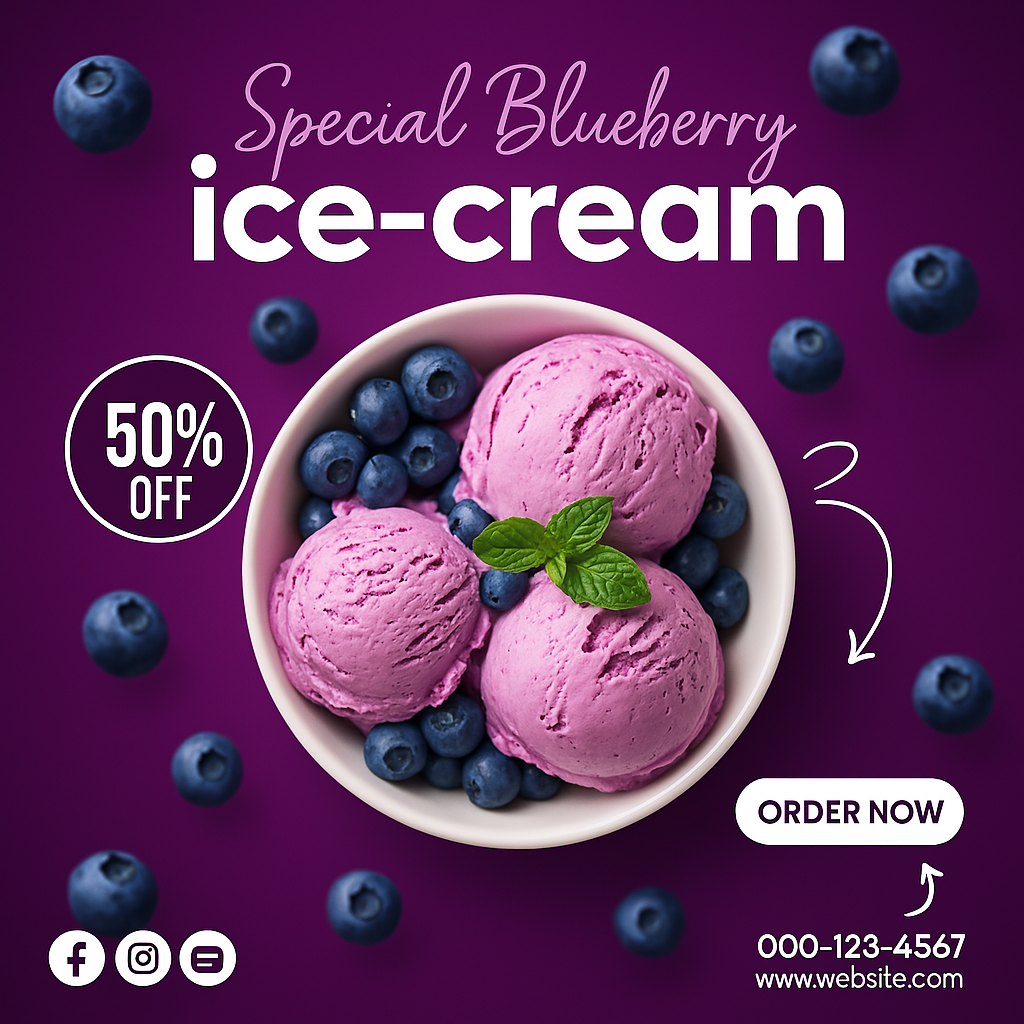 Special Blueberry
ice-cream
50%
OFF
ORDER NOW
000-123-4567
www.website.com